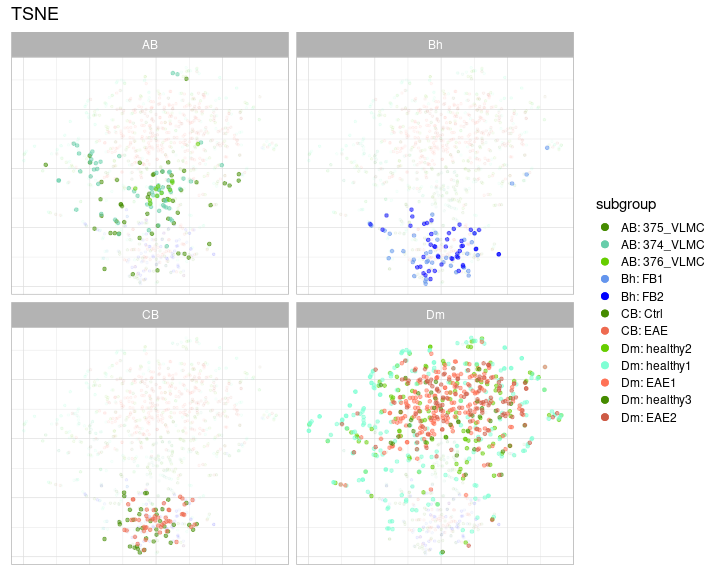 TSNE
AB
Bh
CB
Dm
subgroup
AB: 375_VLMC
AB: 374_VLMC
AB: 376_VLMC
Bh: FB1
Bh: FB2
CB: Ctrl
CB: EAE
Dm: healthy2
Dm: healthy1
Dm: EAE1
Dm: healthy3
Dm: EAE2